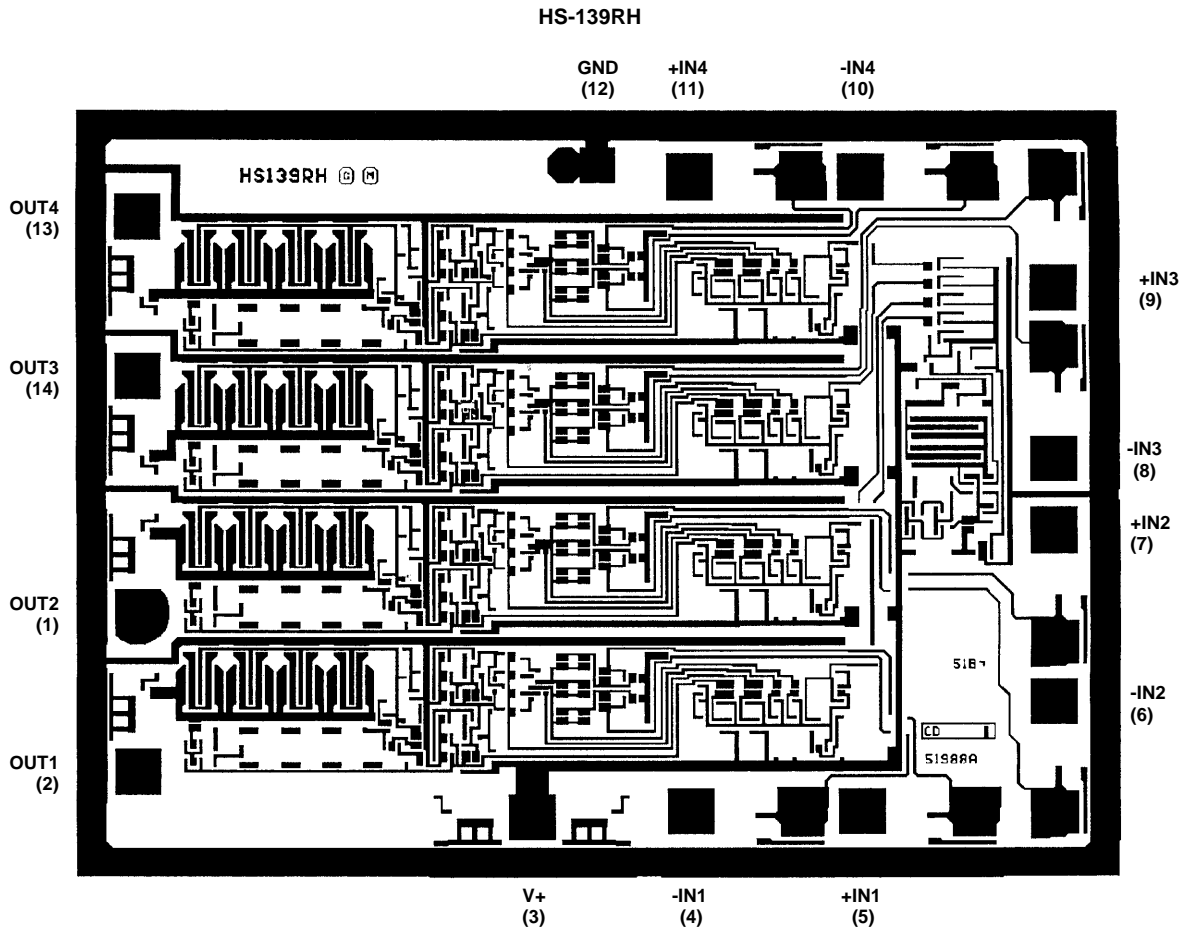 HS-139RH
GND
(12)
+IN4
(11)
-IN4
(10)
HS139RH G M
OUT4
(13)
+IN3
(9)
OUT3
(14)
-IN3
(8)
+IN2
(7)
OUT2
(1)
-IN2
(6)
CD
51988A
OUT1
(2)
V+
(3)
-IN1
(4)
+IN1
(5)